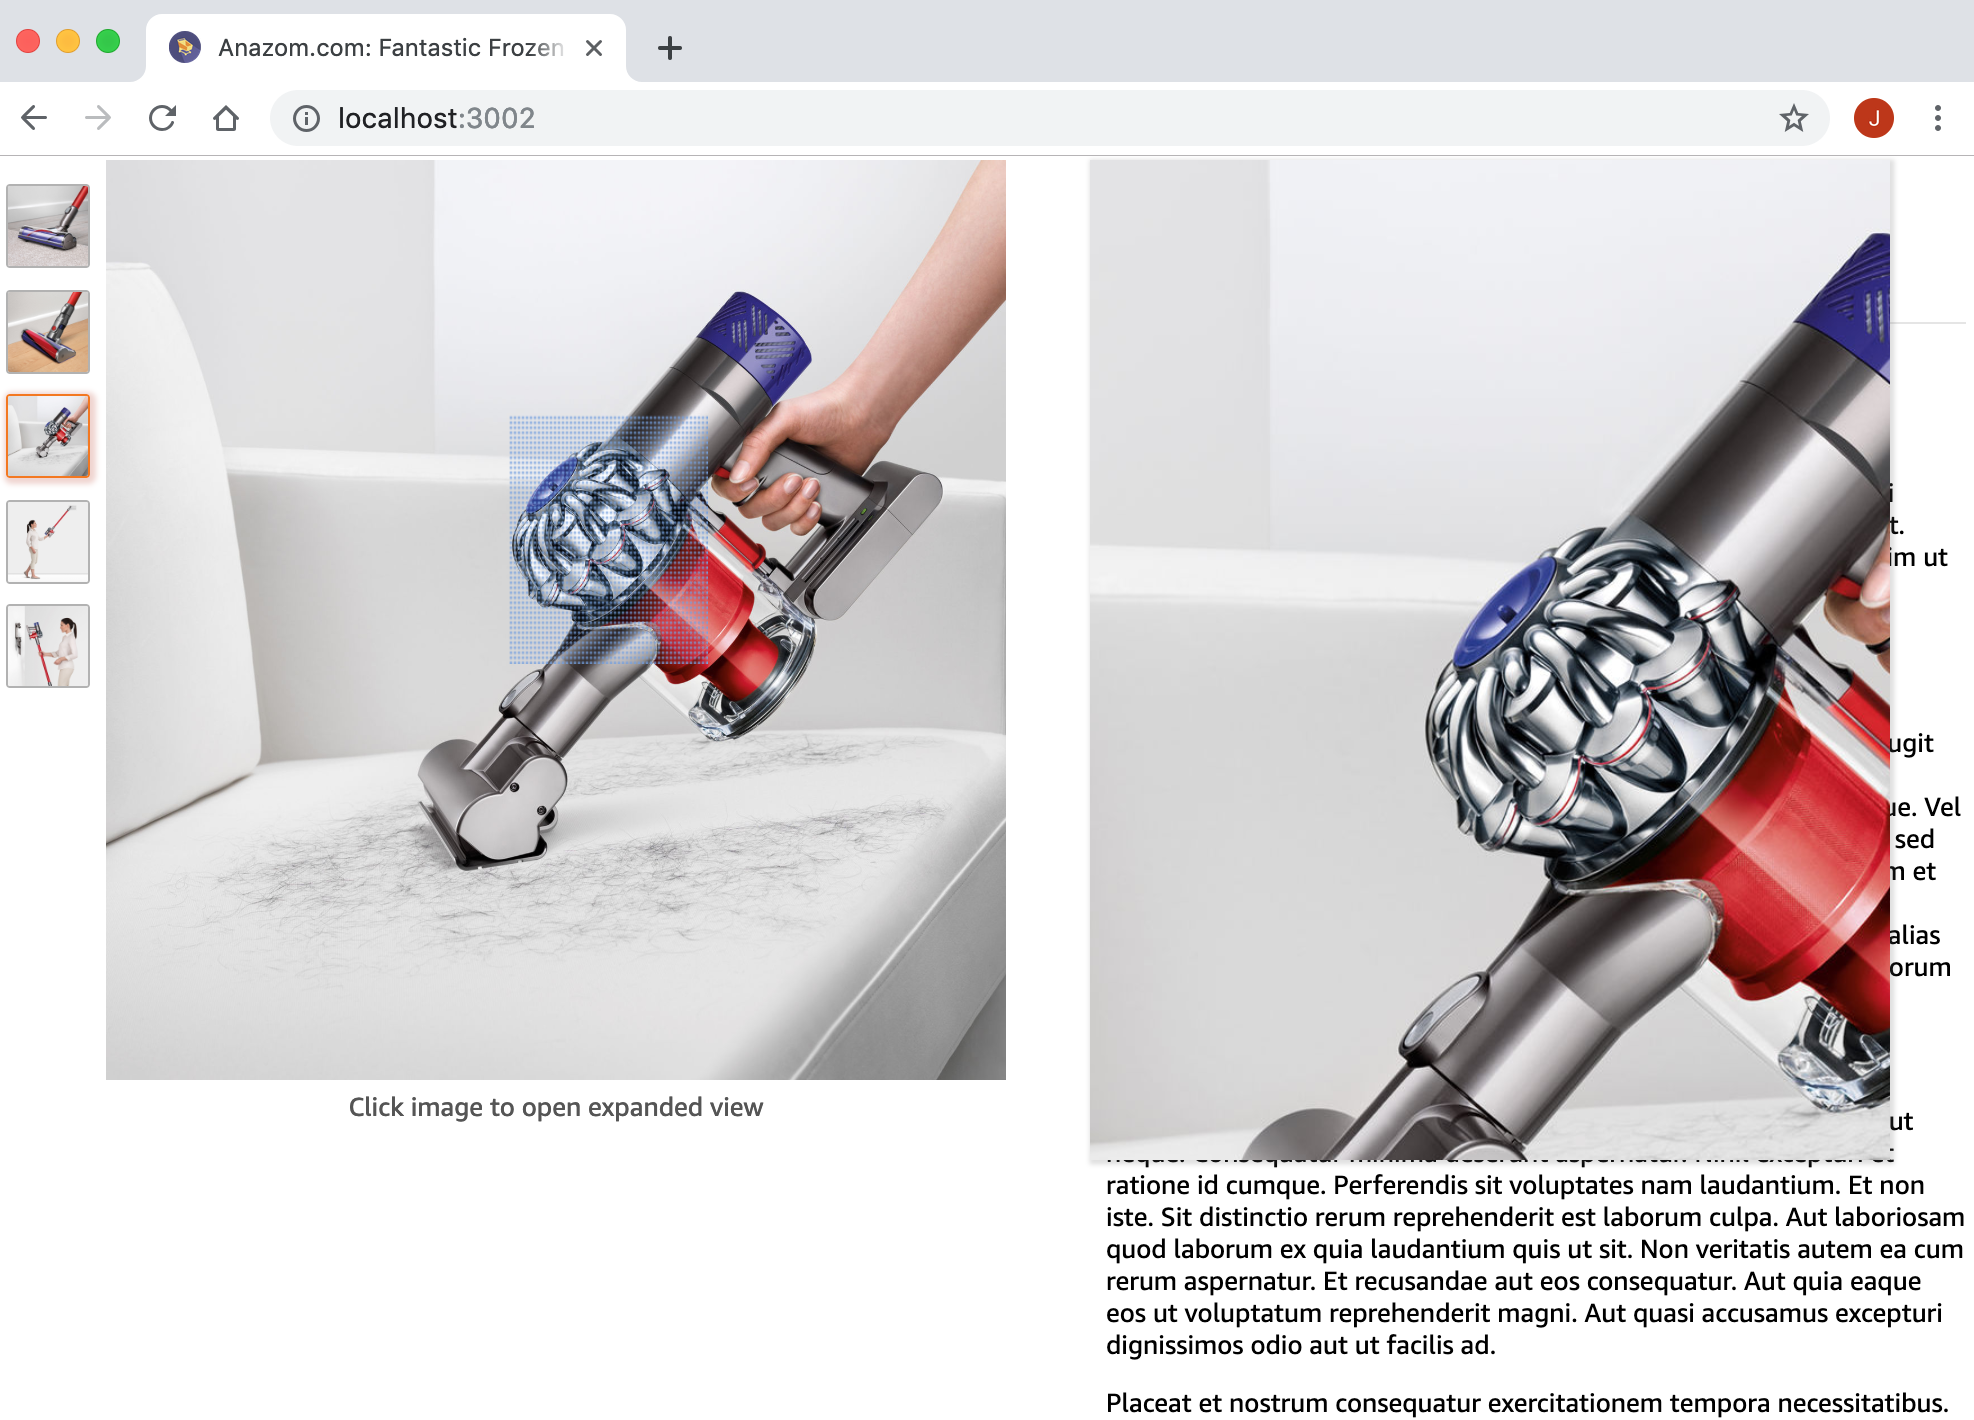 Anazom.com: Fantastic Frozen
localhost:3002
J
t.
im ut
ugit
ue. Vel
sed
n et
alias
orum
Click image to open expanded view
ut
ratione id cumque. Perferendis sit voluptates nam laudantium. Et non
iste. Sit distinctio rerum reprehenderit est laborum culpa. Aut laboriosam
quod laborum ex quia laudantium quis ut sit. Non veritatis autem ea cum
rerum aspernatur. Et recusandae aut eos consequatur. Aut quia eaque
eos ut voluptatum reprehenderit magni. Aut quasi accusamus excepturi
dignissimos odio aut ut facilis ad.
Placeat et nostrum consequatur exercitationem tempora necessitatibus.